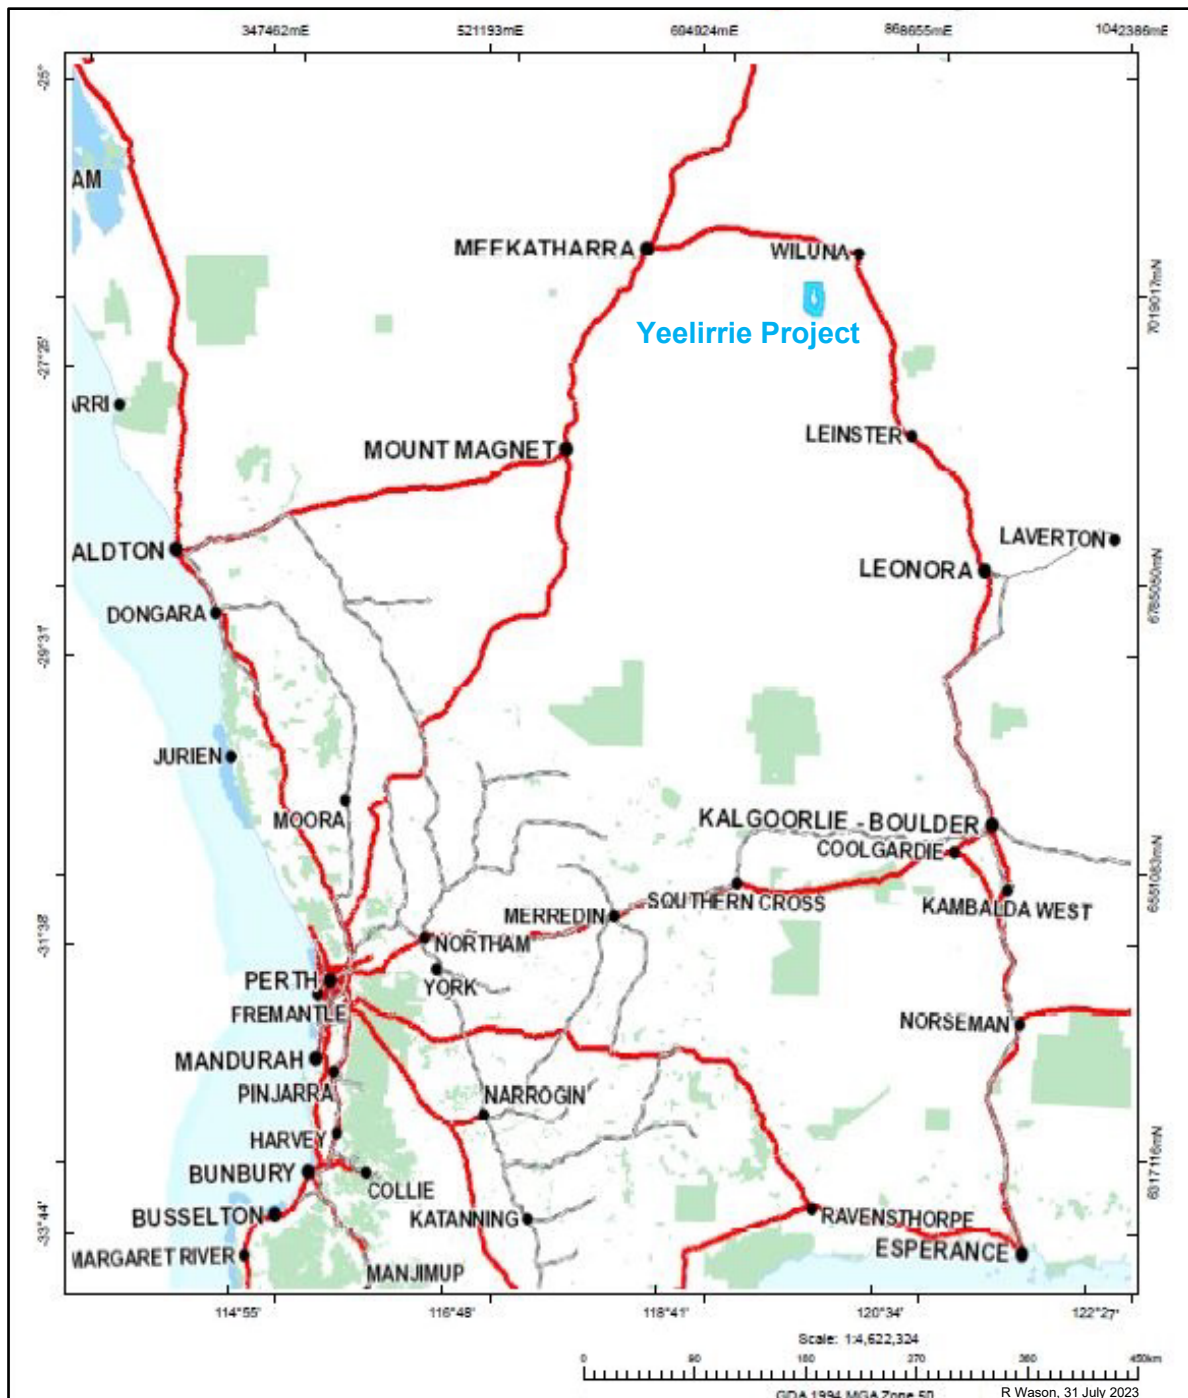 347462mE 521193mE 694924mE 868655mE 1042386mE
-25°
AM
MEEKATHARRA
WILUNA
7019017mN
Yeelirrie Project
-27°25'
ARRI
LEINSTER
MOUNT MAGNET
LAVERTON
ALDTON
LEONORA
DONGARA
6785050mN
-29°31'
JURIEN
MOORA
KALGOORLIE - BOULDER
COOLGARDIE
6551083mN
SOUTHERN CROSS
KAMBALDA WEST
MERREDIN
-31°38'
NORTHAM
PERTH
YORK
FREMANTLE
NORSEMAN
MANDURAH
PINJARRA
NARROGIN
HARVEY
BUNBURY
COLLIE
6317116mN
BUSSELTON
KATANNING
RAVENSTHORPE
-33°44'
MARGARET RIVER
ESPERANCE
MANJIMUP
114°55' 116°48' 118°41' 120°34' 122°27'
Scale: 1:4,622,324
0 90 180 270 360 450km
GDA 1994 MGA Zone 50
R Wason, 31 July 2023